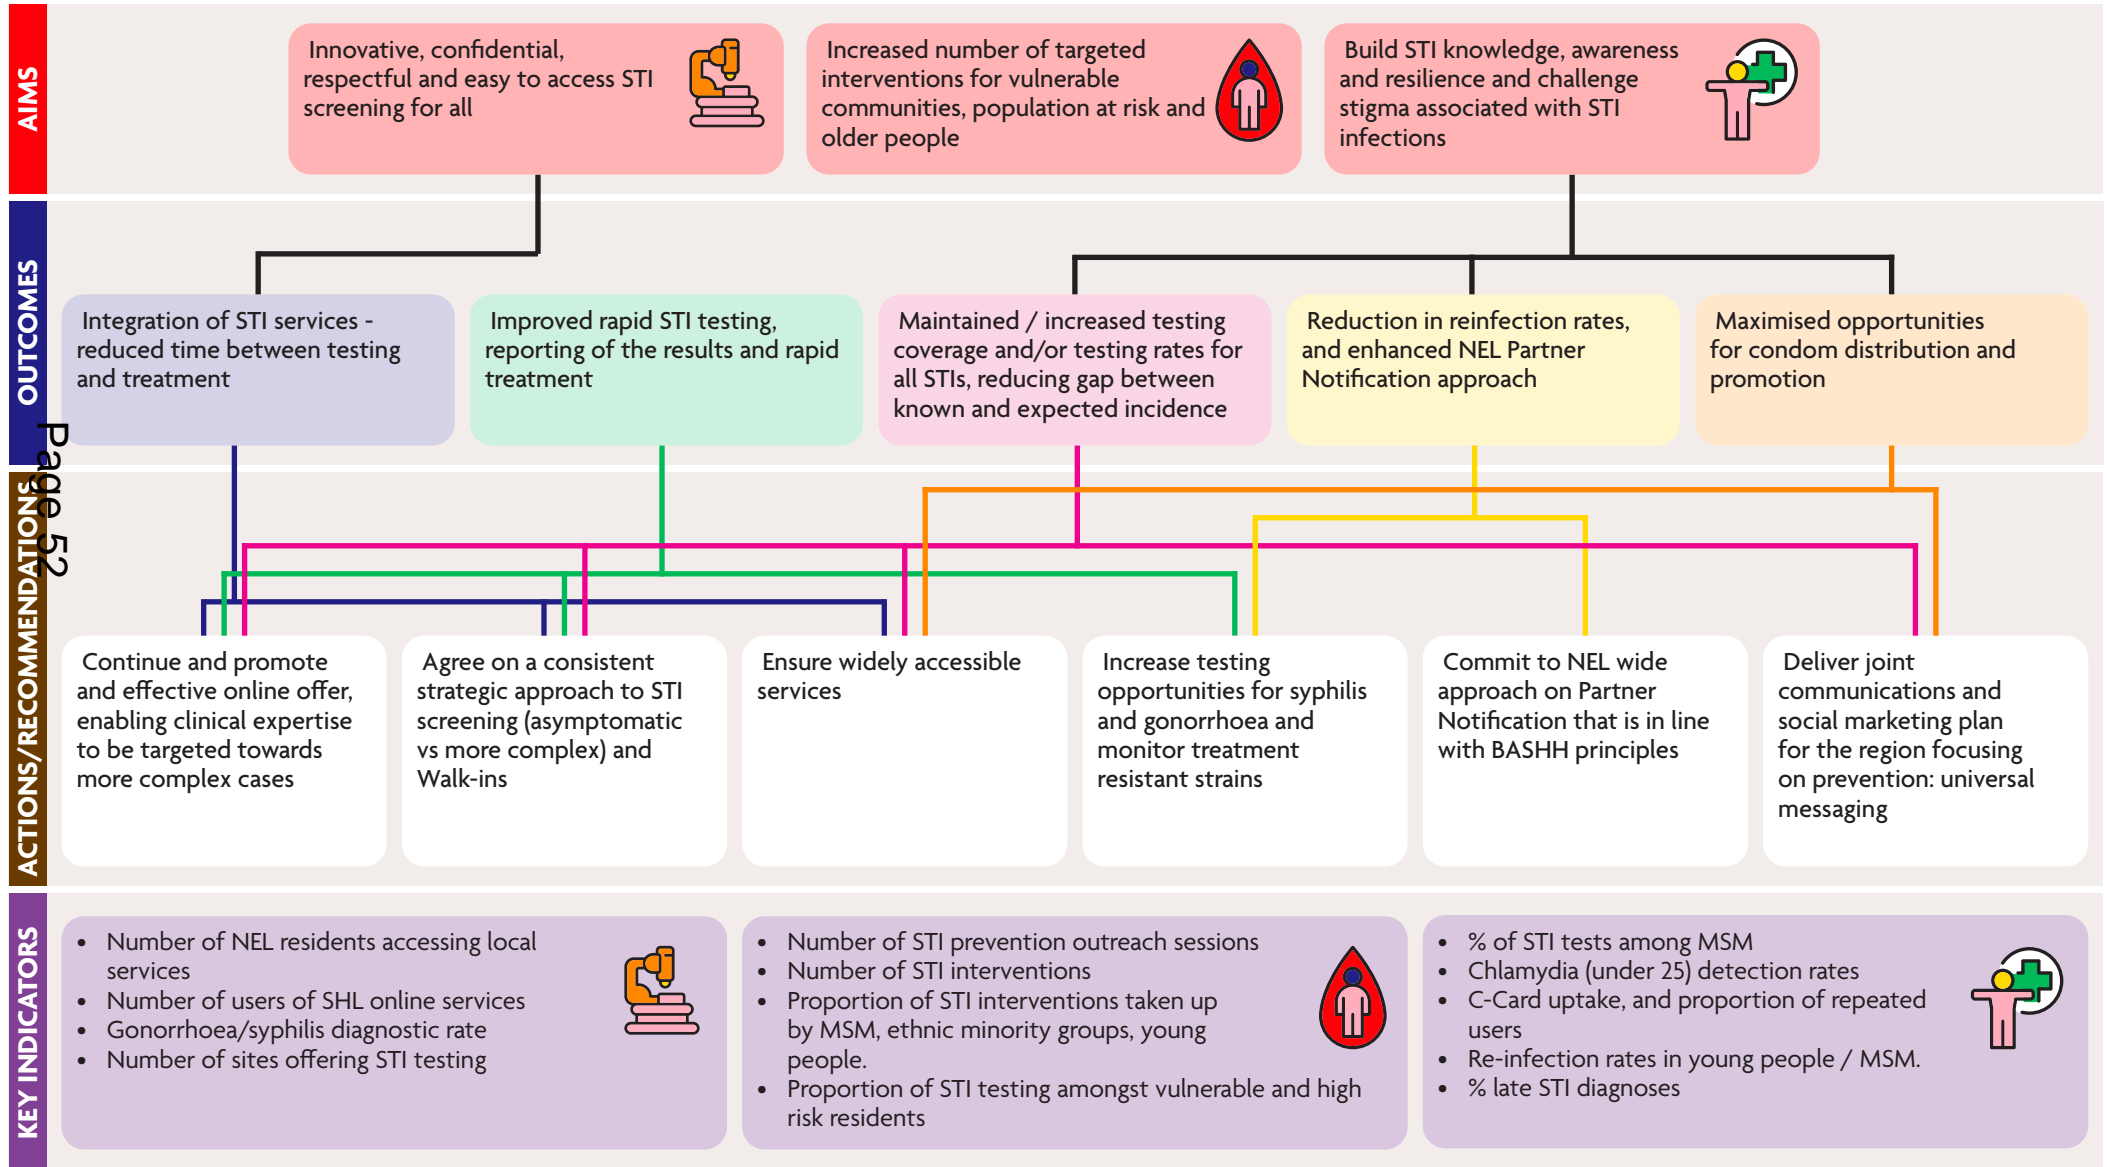 AIMS
Innovative, confidential,
respectful and easy to access STI
screening for all
Increased number of targeted
interventions for vulnerable
communities, population at risk and
older people
Build STI knowledge, awareness
and resilience and challenge
stigma associated with STI
infections
OUTCOMES
Integration of STI services -
reduced time between testing
and treatment
Improved rapid STI testing,
reporting of the results and rapid
treatment
Maintained / increased testing
coverage and/or testing rates for
all STIs, reducing gap between
known and expected incidence
Reduction in reinfection rates,
and enhanced NEL Partner
Notification approach
Maximised opportunities
for condom distribution and
promotion
Page 52
ACTIONS/RECOMMENDATIONS
Continue and promote
and effective online offer,
enabling clinical expertise
to be targeted towards
more complex cases
Agree on a consistent
strategic approach to STI
screening (asymptomatic
vs more complex) and
Walk-ins
Ensure widely accessible
services
Increase testing
opportunities for syphilis
and gonorrhoea and
monitor treatment
resistant strains
Commit to NEL wide
approach on Partner
Notification that is in line
with BASHH principles
Deliver joint
communications and
social marketing plan
for the region focusing
on prevention: universal
messaging
KEY INDICATORS
• Number of NEL residents accessing local
services
• Number of users of SHL online services
• Gonorrhoea/syphilis diagnostic rate
• Number of sites offering STI testing
• Number of STI prevention outreach sessions
• Number of STI interventions
• Proportion of STI interventions taken up
by MSM, ethnic minority groups, young
people.
• Proportion of STI testing amongst vulnerable and high
risk residents
• % of STI tests among MSM
• Chlamydia (under 25) detection rates
• C-Card uptake, and proportion of repeated
users
• Re-infection rates in young people / MSM.
• % late STI diagnoses